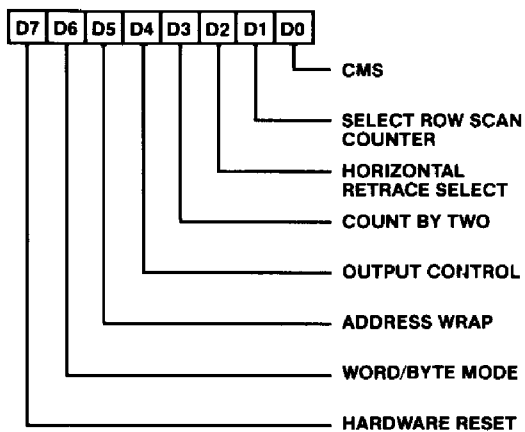 D7 D6 D5 D4 D3 D2 D1 D0
CMS
SELECT ROW SCAN
COUNTER
HORIZONTAL
RETRACE SELECT
COUNT BY TWO
OUTPUT CONTROL
ADDRESS WRAP
WORD/BYTE MODE
HARDWARE RESET